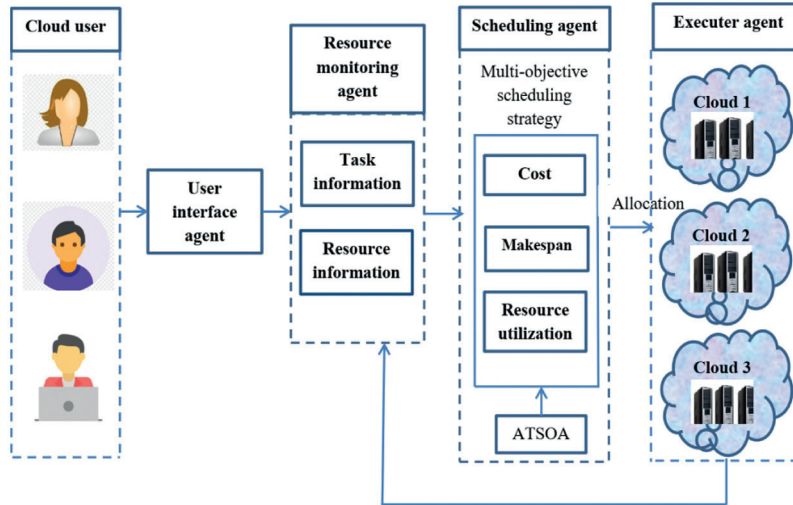 Cloud user
User
interface
agent
Resource
monitoring
agent
Task
information
Resource
information
Scheduling agent
Multi-objective
scheduling
strategy
Cost
Makespan
Resource
utilization
ATSOA
Allocation
Executer agent
Cloud 1
Cloud 2
Cloud 3